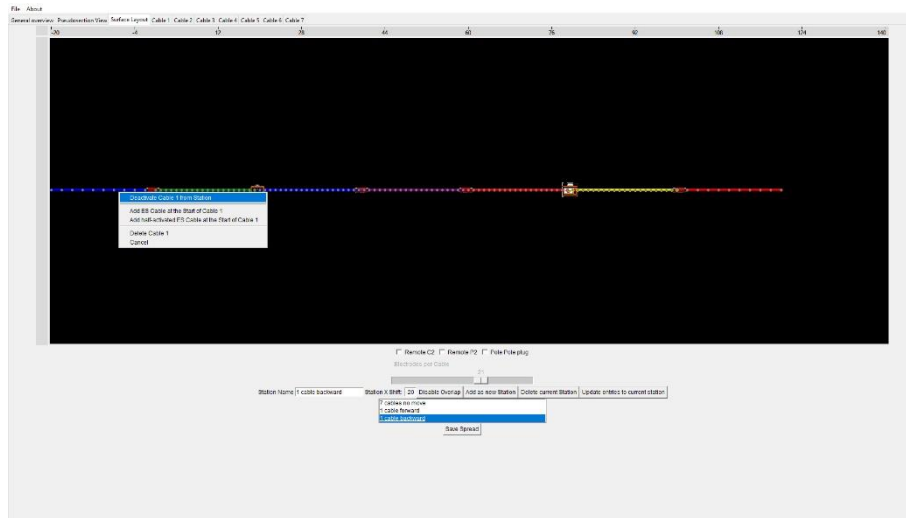 File About
General overview Pseudosection View Surface Layout Cable 1 Cable 2 Cable 3 Cable 4 Cable 5 Cable 6 Cable 7
-20 -4 12 28 44 60 76 92 108 124 140
Deactivate Cable 1 from Station
Add ES Cable at the Start of Cable 1
Add half-activated ES Cable at the Start of Cable 1
Delete Cable 1
Cancel
Remote C2 Remote P2 Pole Pole plug
Electrodes per Cable
21
Station Name 1 cable backward Station X Shift: 20 Disable Overlap Add as new Station Delete current Station Update entries to current station
7 cables no move
1 cable forward
1 cable backward
Save Spread